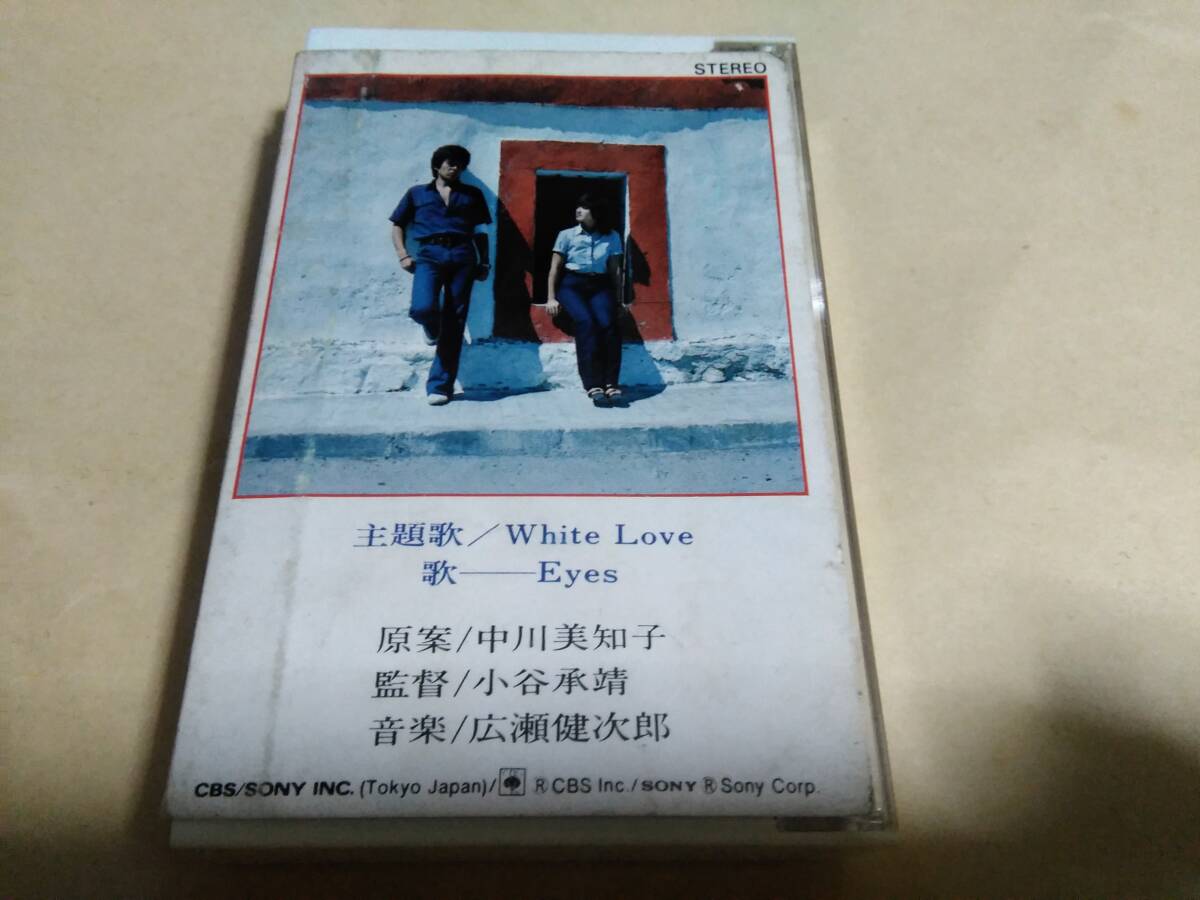 STEREO
主題歌／White Love
歌――Eyes
原案/中川美知子
監督/小谷承靖
音楽/広瀬健次郎
CBS/SONY INC. (Tokyo Japan)/ ® CBS Inc./SONY ® Sony Corp.